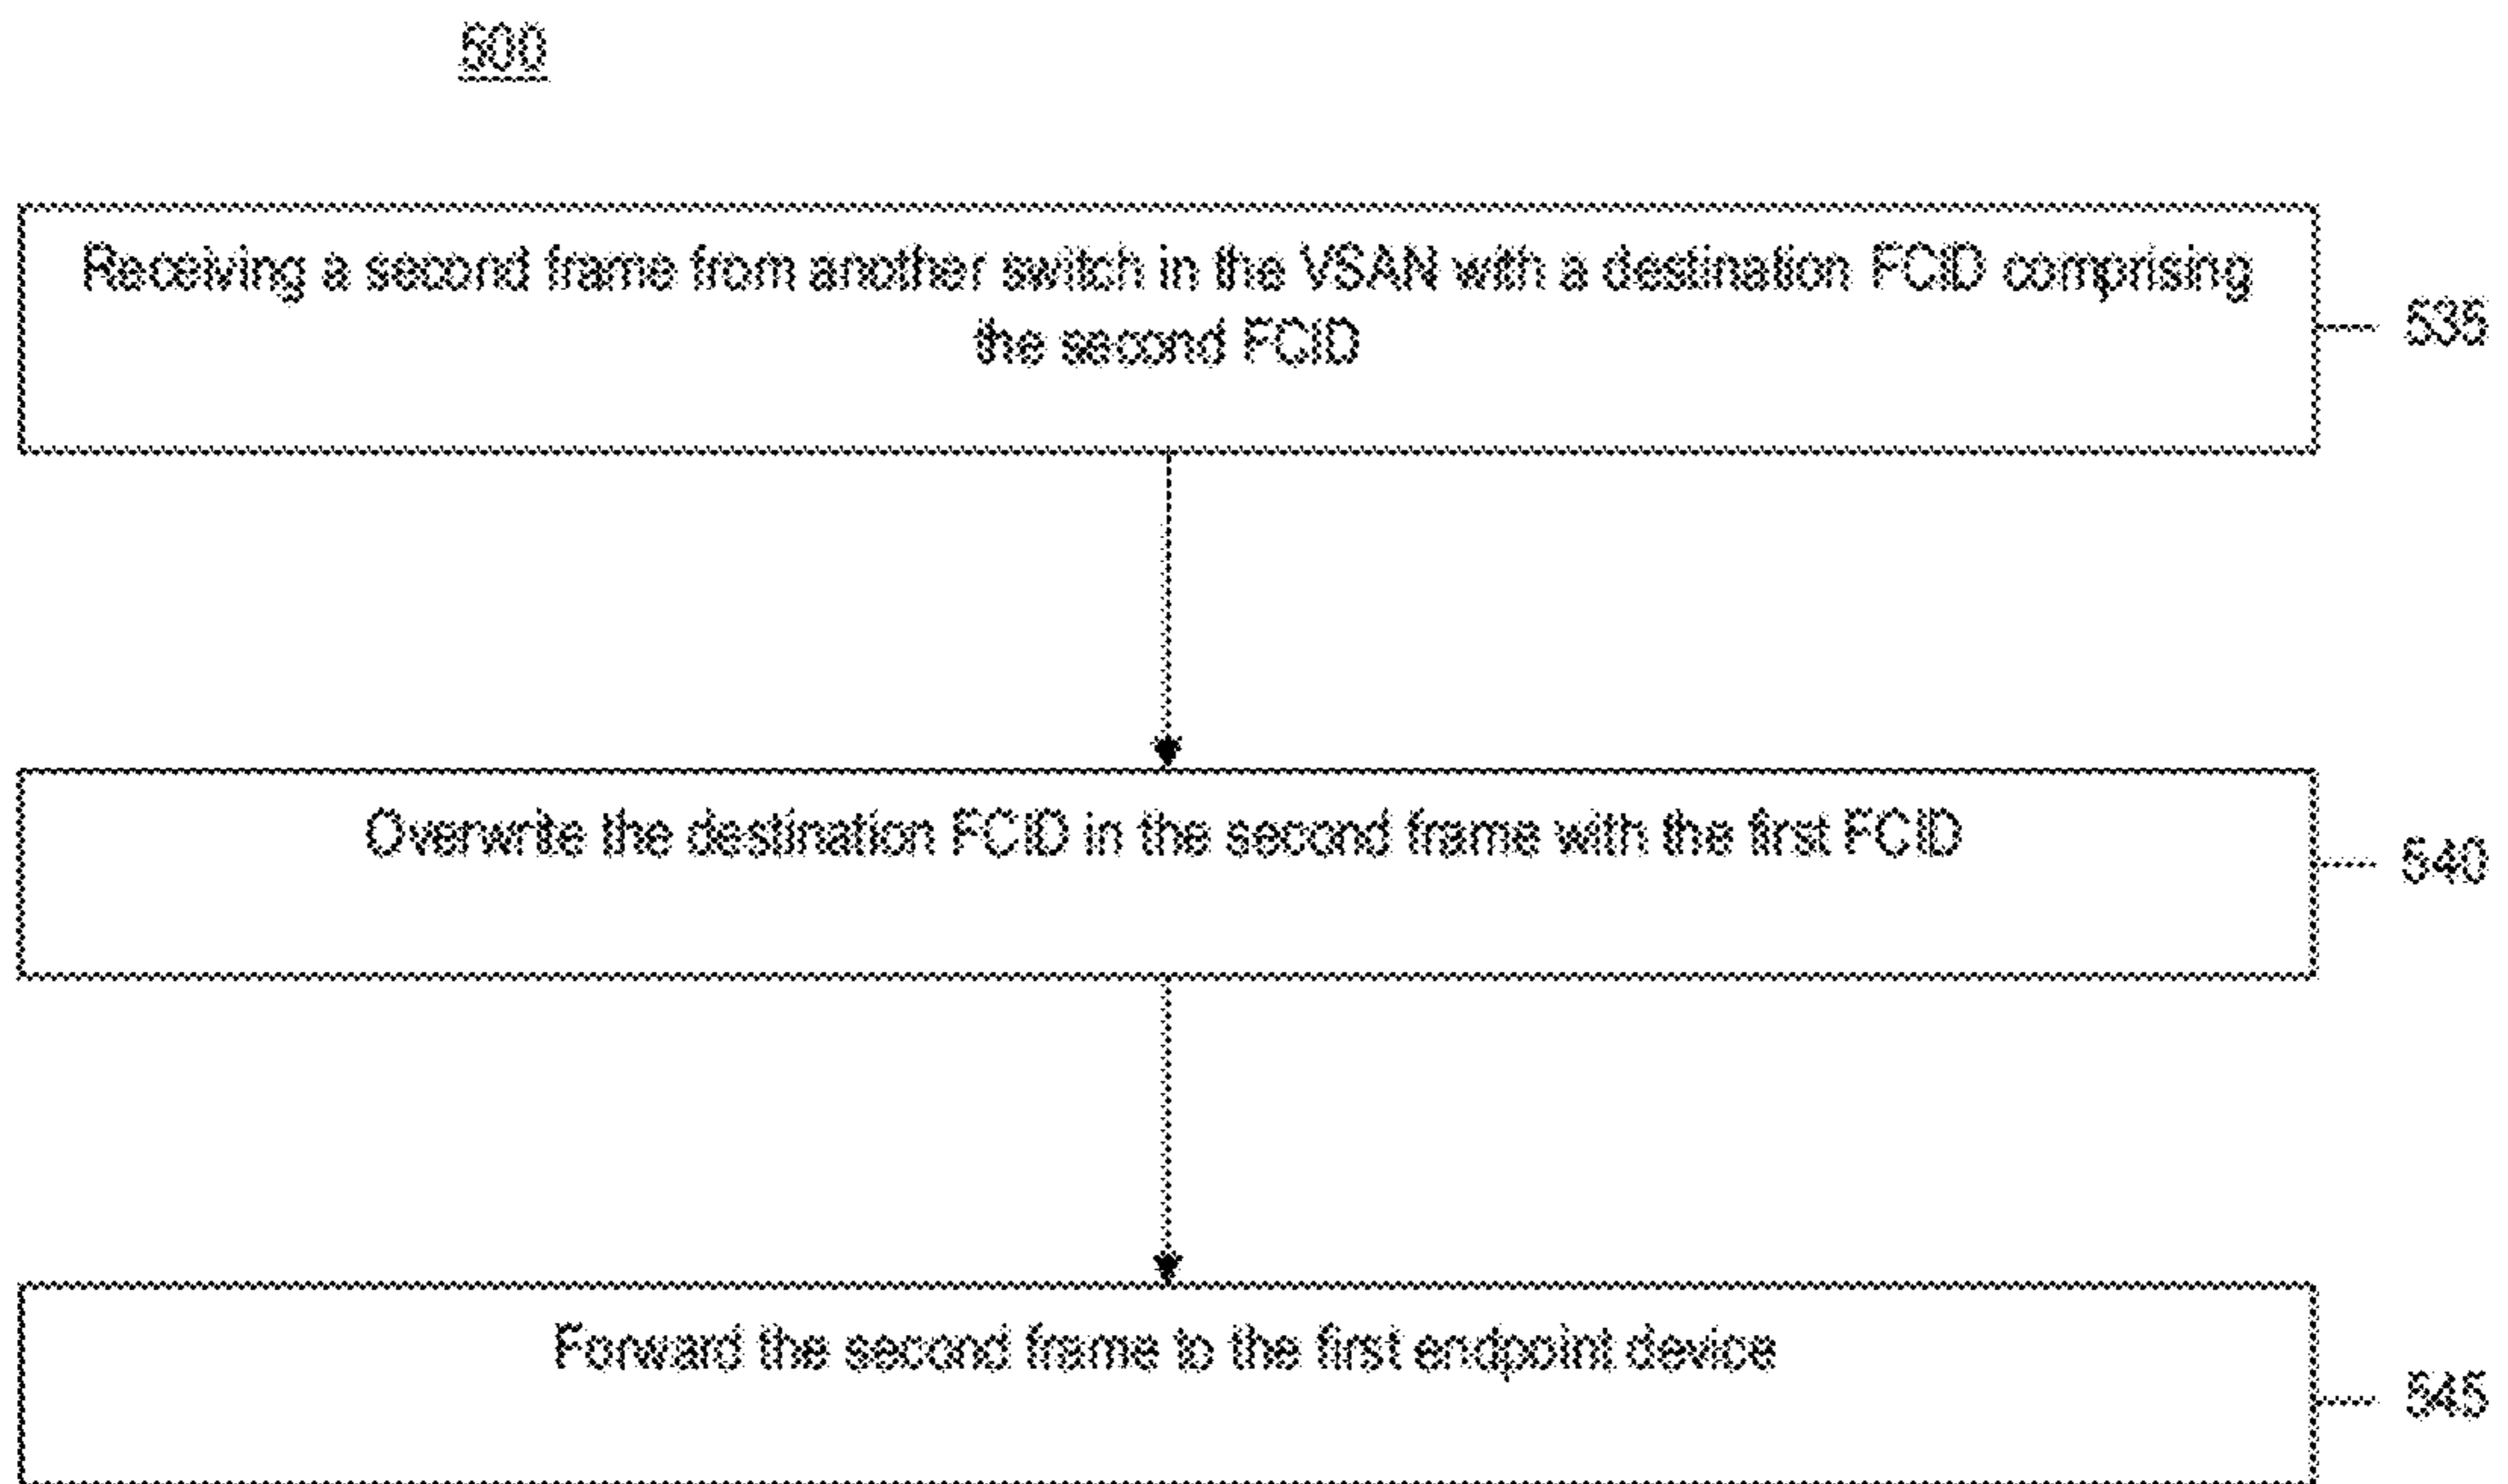 500
Receiving a second frame from another switch in the VSAN with a destination FCID comprising
the second FCID
535
Overwrite the destination FCID in the second frame with the first FCID
540
Forward the second frame to the first endpoint device
545